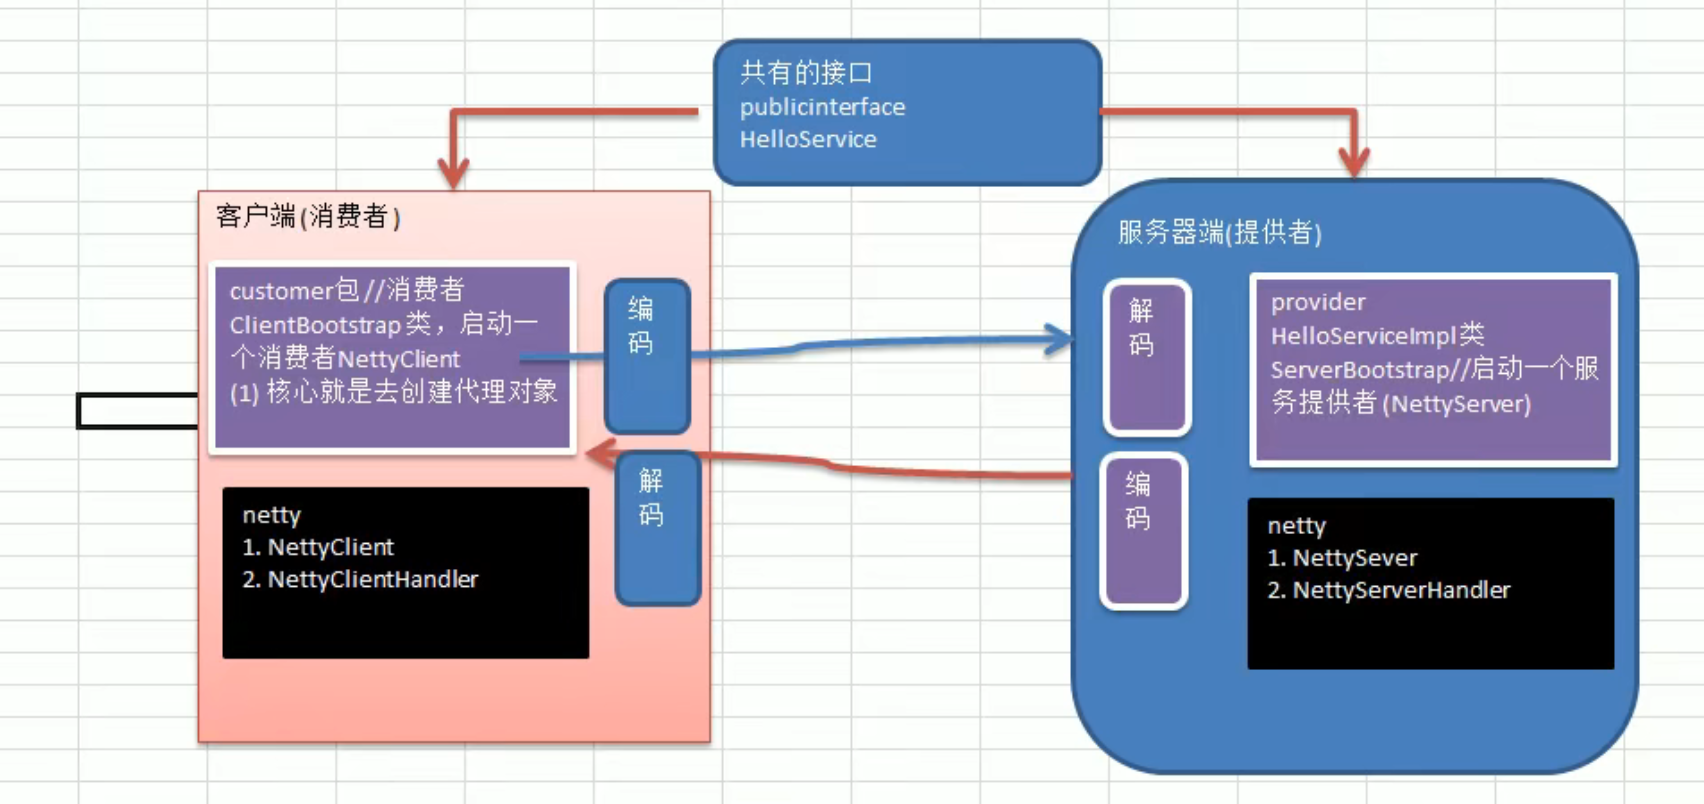 共有的接口
publicinterface
HelloService
客户端(消费者)
customer包//消费者
ClientBootstrap类，启动一
个消费者NettyClient
(1) 核心就是去创建代理对象
编
码
解
码
netty
1. NettyClient
2. NettyClientHandler
服务器端(提供者)
解
码
编
码
provider
HelloServiceImpl类
ServerBootstrap//启动一个服
务提供者 (NettyServer)
netty
1. NettySever
2. NettyServerHandler